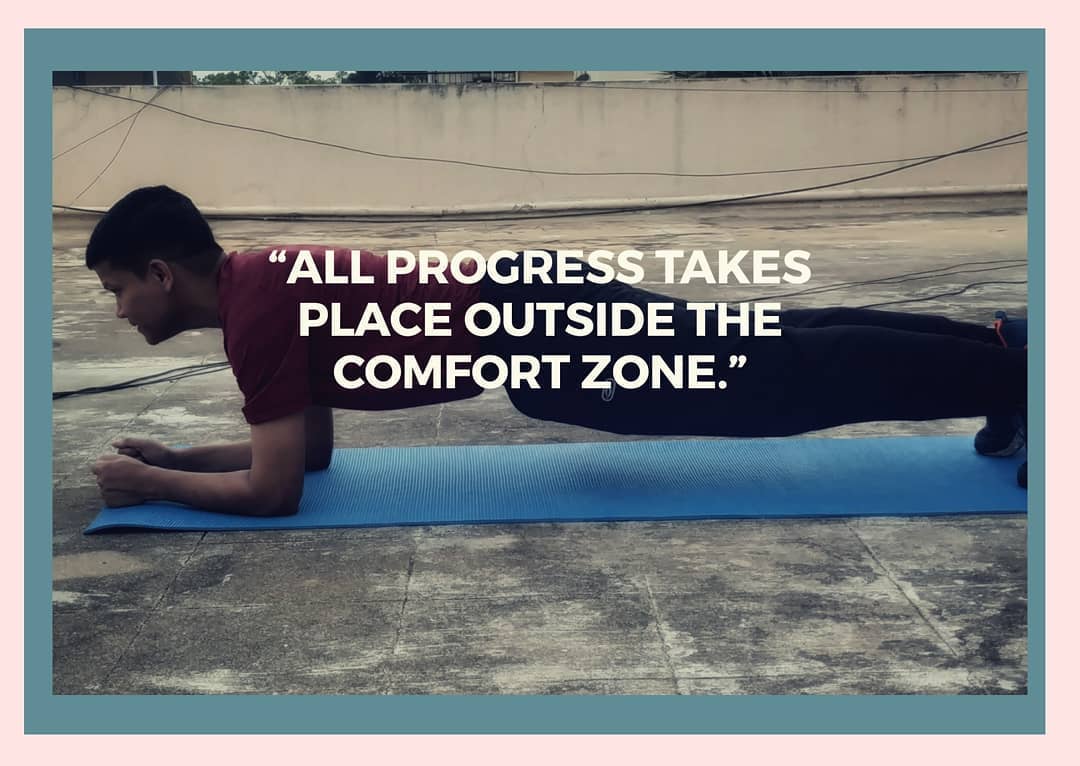 “ALL PROGRESS TAKES
PLACE OUTSIDE THE
COMFORT ZONE.”